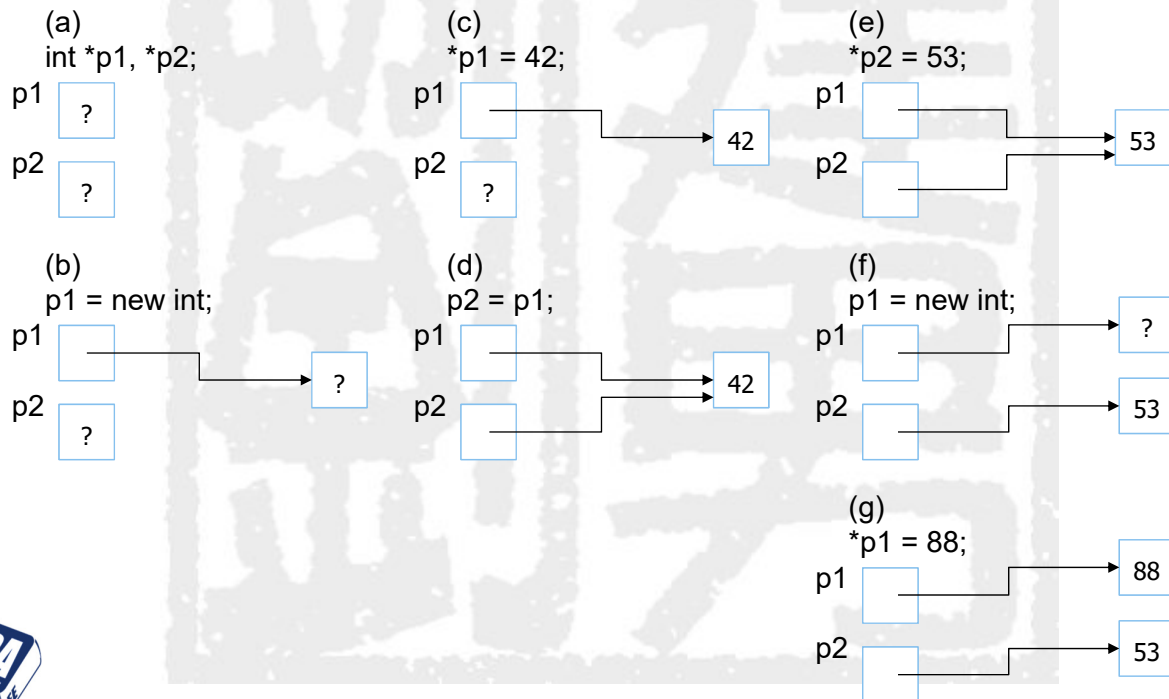 (a)
int *p1, *p2;
p1
?
p2
?
(b)
p1 = new int;
p1
?
p2
?
(c)
*p1 = 42;
p1
42
p2
?
(d)
p2 = p1;
p1
42
p2
(e)
*p2 = 53;
p1
53
p2
(f)
p1 = new int;
p1
?
p2
53
(g)
*p1 = 88;
p1
88
p2
53